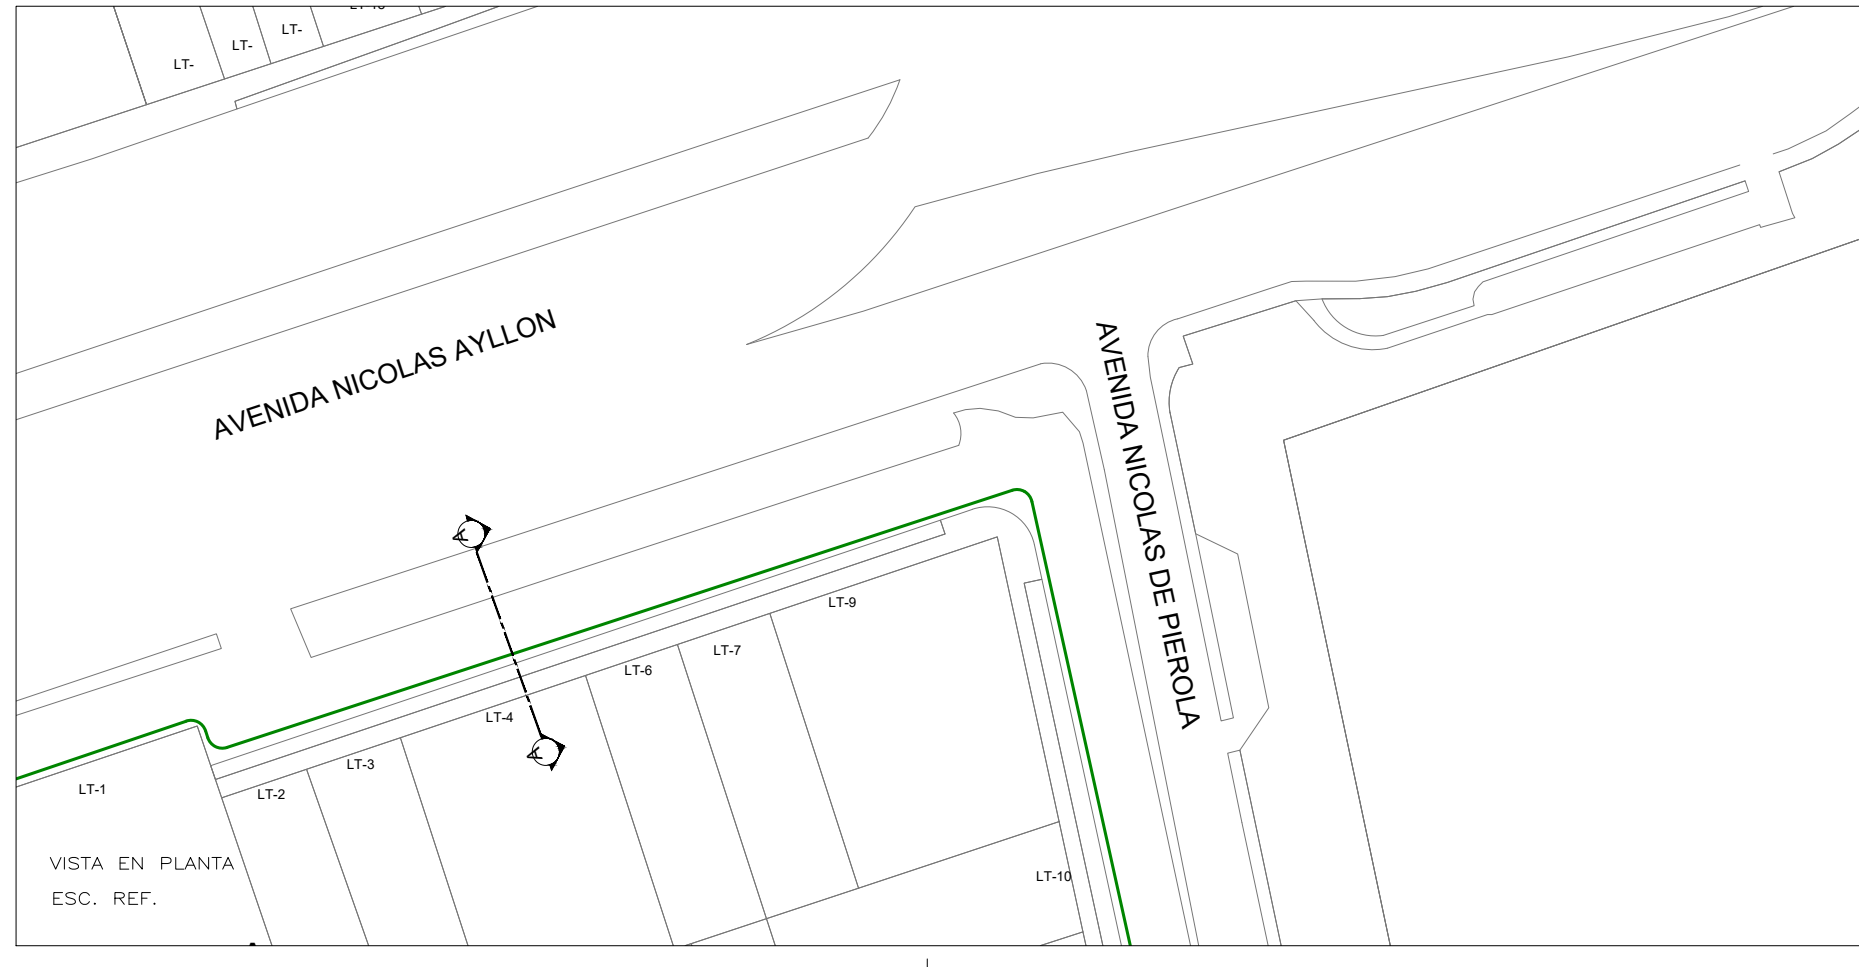 LT-
LT-
LT-
AVENIDA NICOLAS AYLLON
AVENIDA NICOLAS DE PIEROLA
A
A
LT-9
LT-7
LT-6
LT-4
LT-3
LT-2
LT-1
LT-10
VISTA EN PLANTA
ESC. REF.